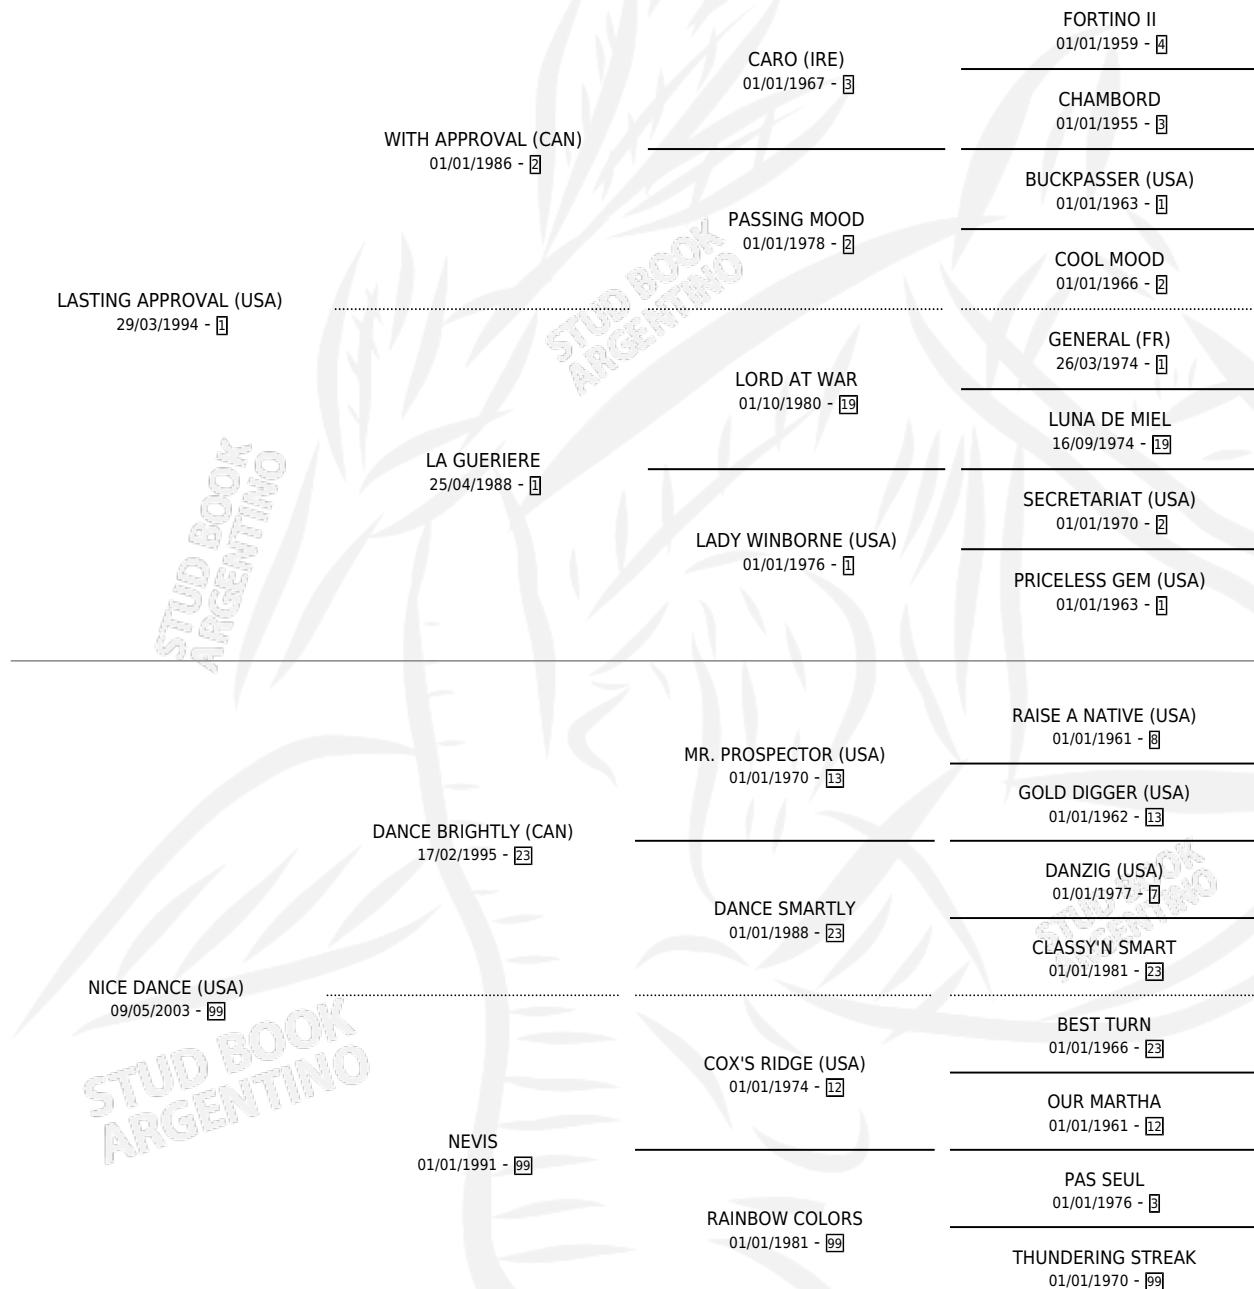 FORTINO II
01/01/1959 - 4
CARO (IRE)
01/01/1967 - 3
CHAMBORD
01/01/1955 - 3
WITH APPROVAL (CAN)
01/01/1986 - 2
BUCKPASSER (USA)
01/01/1963 - 1
PASSING MOOD
01/01/1978 - 2
COOL MOOD
01/01/1966 - 2
LASTING APPROVAL (USA)
29/03/1994 - 1
GENERAL (FR)
26/03/1974 - 1
LORD AT WAR
01/10/1980 - 19
LUNA DE MIEL
16/09/1974 - 19
LA GUERIERE
25/04/1988 - 1
SECRETARIAT (USA)
01/01/1970 - 2
LADY WINBORNE (USA)
01/01/1976 - 1
PRICELESS GEM (USA)
01/01/1963 - 1
RAISE A NATIVE (USA)
01/01/1961 - 8
MR. PROSPECTOR (USA)
01/01/1970 - 13
GOLD DIGGER (USA)
01/01/1962 - 13
DANCE BRIGHTLY (CAN)
17/02/1995 - 23
DANZIG (USA)
01/01/1977 - 7
DANCE SMARTLY
01/01/1988 - 23
CLASSY'N SMART
01/01/1981 - 23
NICE DANCE (USA)
09/05/2003 - 99
BEST TURN
01/01/1966 - 23
COX'S RIDGE (USA)
01/01/1974 - 12
OUR MARTHA
01/01/1961 - 12
NEVIS
01/01/1991 - 99
PAS SEUL
01/01/1976 - 3
RAINBOW COLORS
01/01/1981 - 99
THUNDERING STREAK
01/01/1970 - 99
STUD BOOK
ARGENTINO
STUD BOOK
ARGENTINO
STUD BOOK
ARGENTINO
STUD BOOK
ARGENTINO